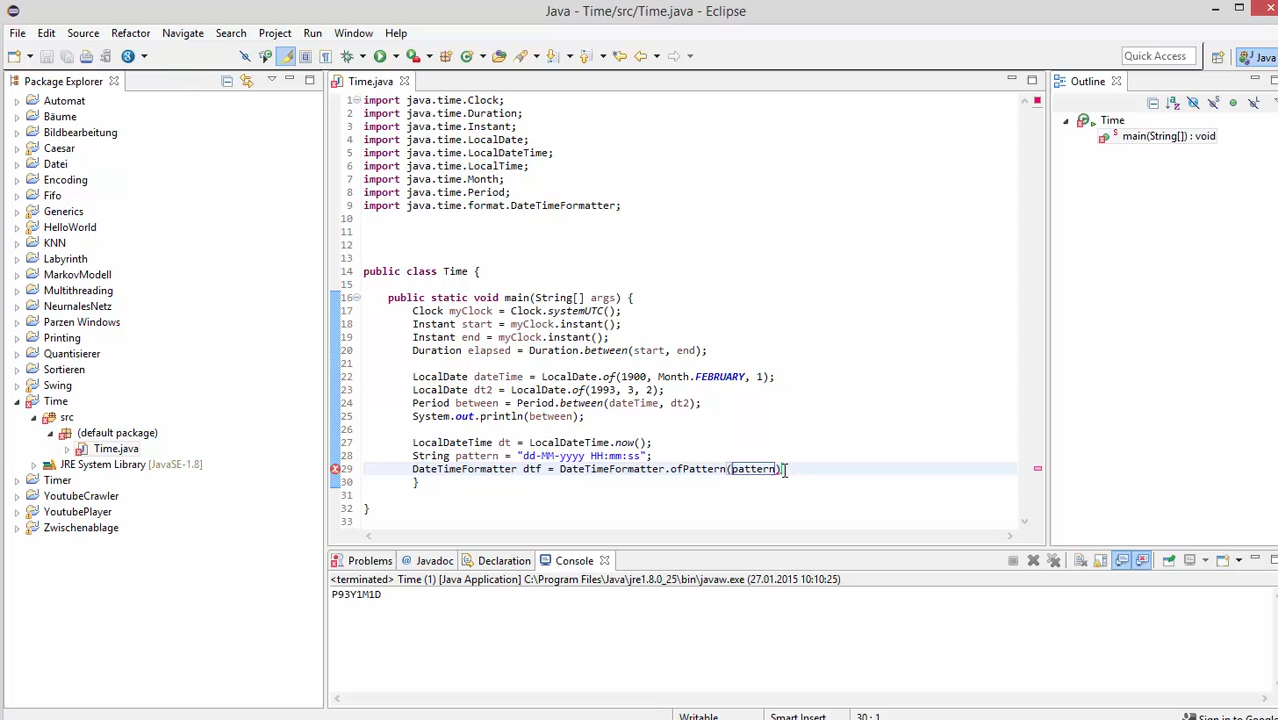 Java - Time/src/Time.java - Eclipse
File Edit Source Refactor Navigate Search Project Run Window Help
Quick Access
Java
Package Explorer
Automat
Bäume
Bildbearbeitung
Caesar
Datei
Encoding
Fifo
Generics
HelloWorld
KNN
Labyrinth
MarkovModell
Multithreading
NeurnalesNetz
Parzen Windows
Printing
Quantisierer
Sortieren
Swing
Time
src
(default package)
Time.java
JRE System Library [JavaSE-1.8]
Timer
YoutubeCrawler
YoutubePlayer
Zwischenablage
Time.java
1 import java.time.Clock;
2 import java.time.Duration;
3 import java.time.Instant;
4 import java.time.LocalDate;
5 import java.time.LocalDateTime;
6 import java.time.LocalTime;
7 import java.time.Month;
8 import java.time.Period;
9 import java.time.format.DateTimeFormatter;
10
11
12
13
14 public class Time {
15
16 public static void main(String[] args) {
17 Clock myClock = Clock.systemUTC();
18 Instant start = myClock.instant();
19 Instant end = myClock.instant();
20 Duration elapsed = Duration.between(start, end);
21
22 LocalDate dateTime = LocalDate.of(1900, Month.FEBRUARY, 1);
23 LocalDate dt2 = LocalDate.of(1993, 3, 2);
24 Period between = Period.between(dateTime, dt2);
25 System.out.println(between);
26
27 LocalDateTime dt = LocalDateTime.now();
28 String pattern = "dd-MM-yyyy HH:mm:ss";
29 DateTimeFormatter dtf = DateTimeFormatter.ofPattern(pattern)
30 }
31
32 }
33
Outline
Time
main(String[]) : void
Problems Javadoc Declaration Console
<terminated> Time (1) [Java Application] C:\Program Files\Java\jre1.8.0_25\bin\javaw.exe (27.01.2015 10:10:25)
P93Y1M1D
Writable Smart Insert 30 : 1 Sign in to Google